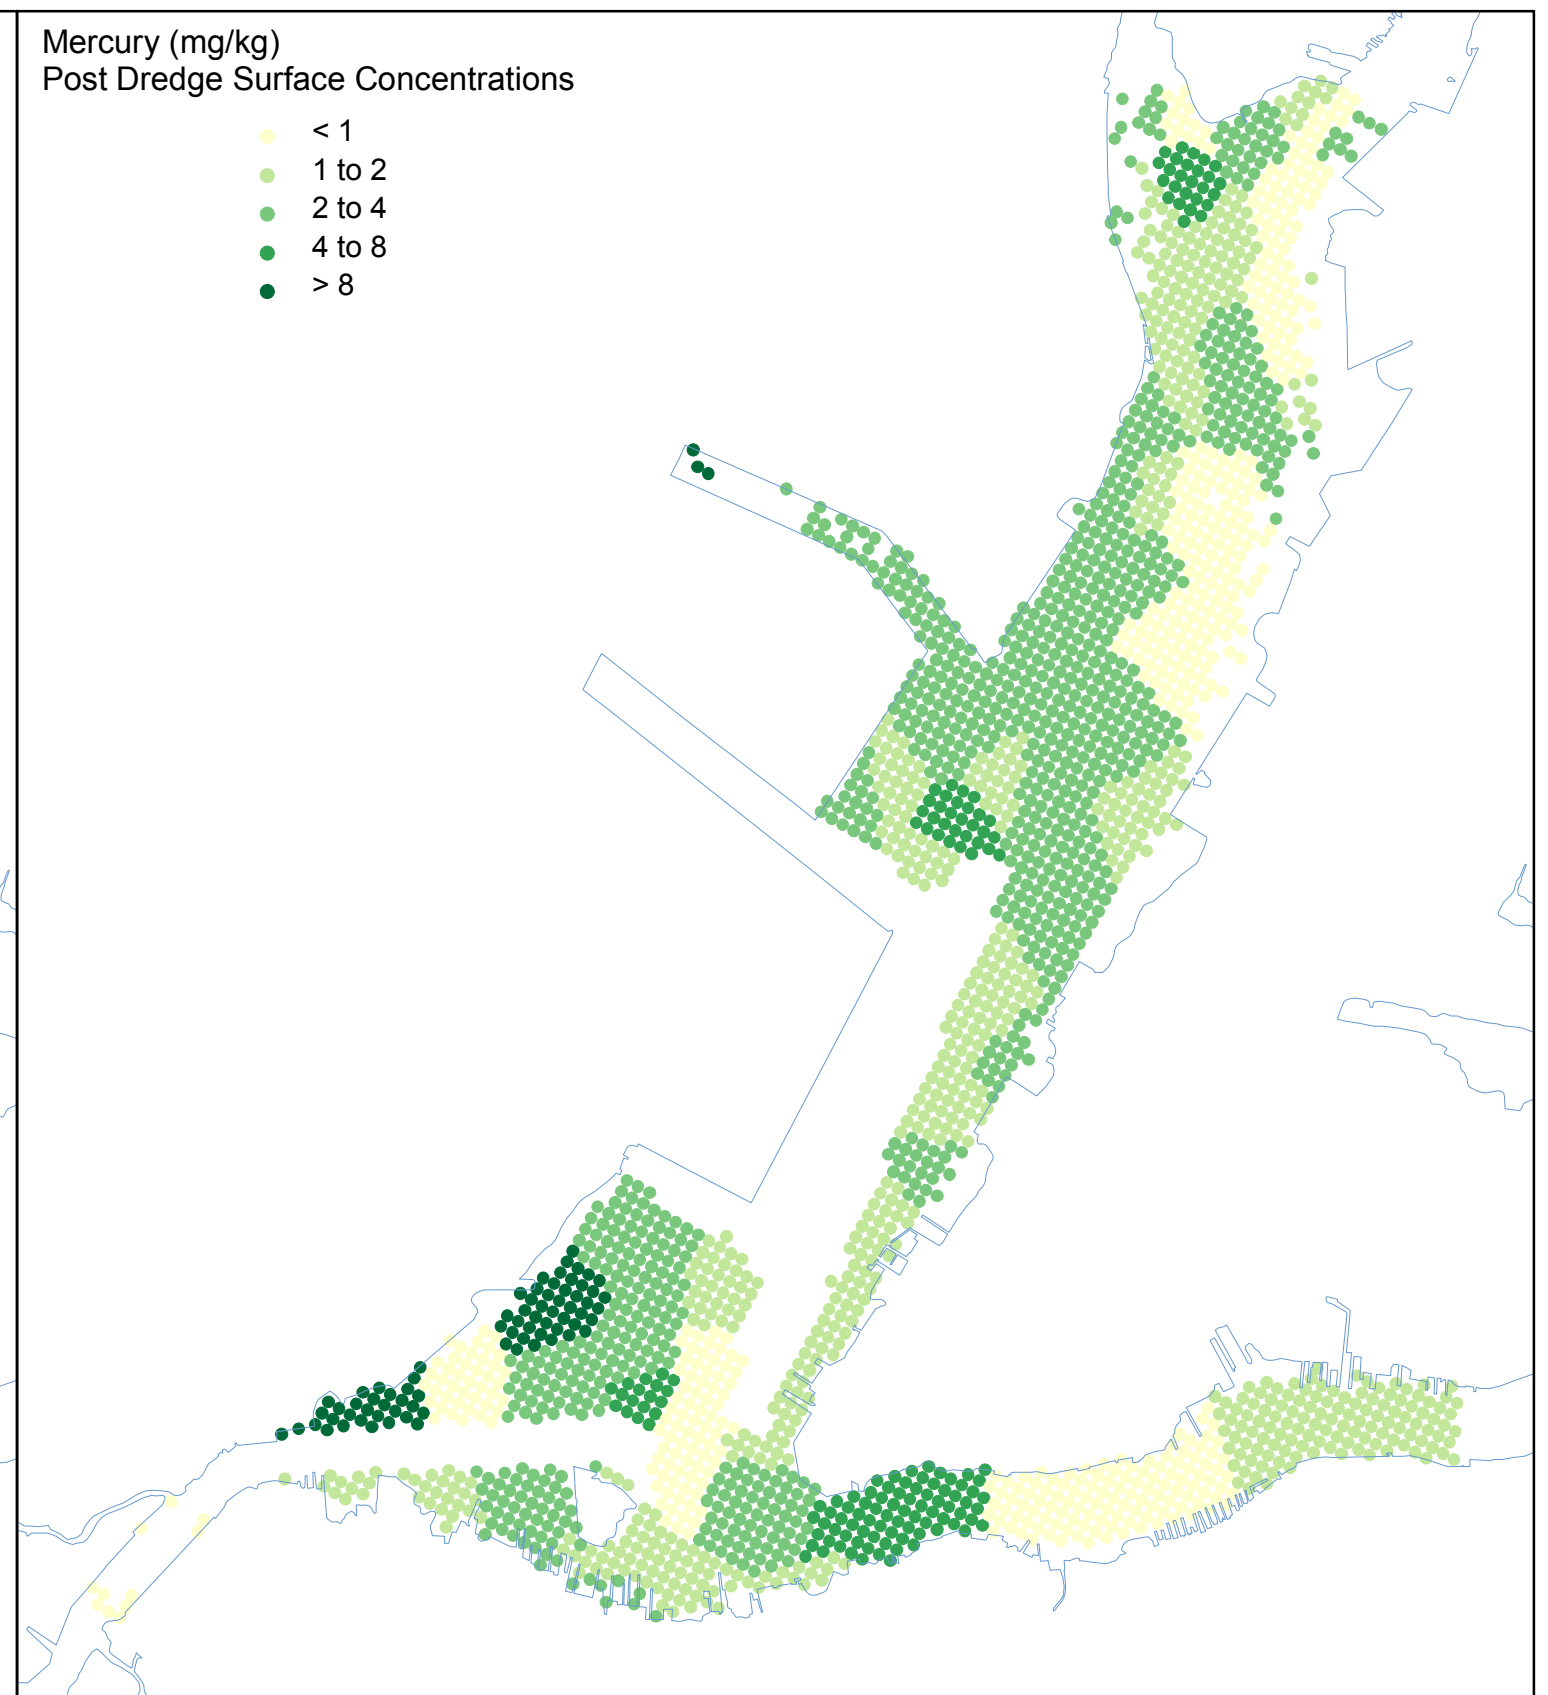 Mercury (mg/kg)
Post Dredge Surface Concentrations
< 1
1 to 2
2 to 4
4 to 8
> 8